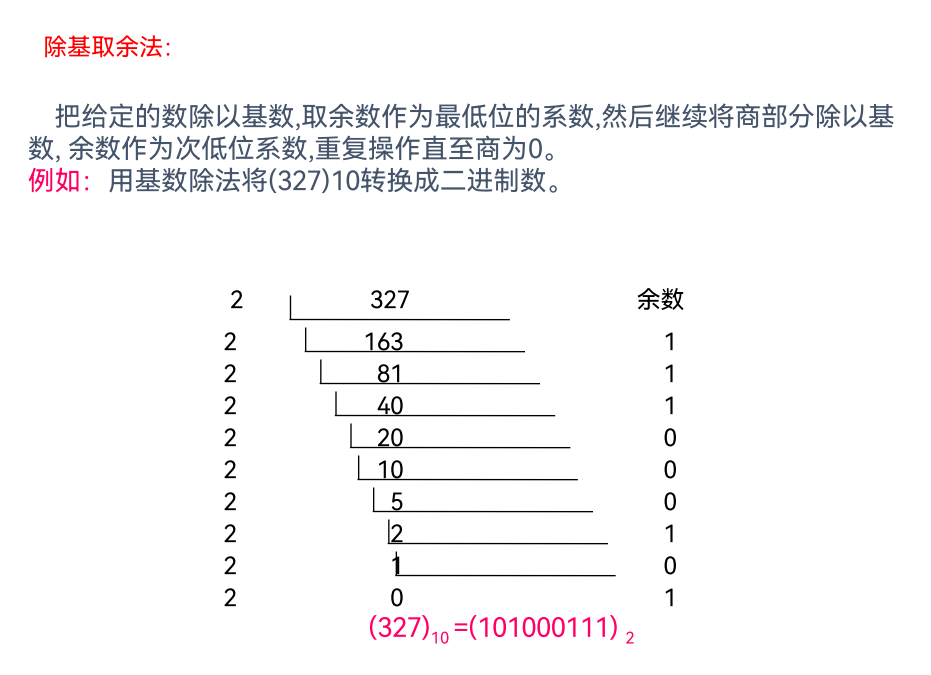 除基取余法：
把给定的数除以基数,取余数作为最低位的系数,然后继续将商部分除以基
数, 余数作为次低位系数,重复操作直至商为0。
例如：用基数除法将(327)10转换成二进制数。
2 327 余数
2 163 1
2 81 1
2 40 1
2 20 0
2 10 0
2 5 0
2 2 1
2 1 0
2 0 1
(327)10 =(101000111) 2